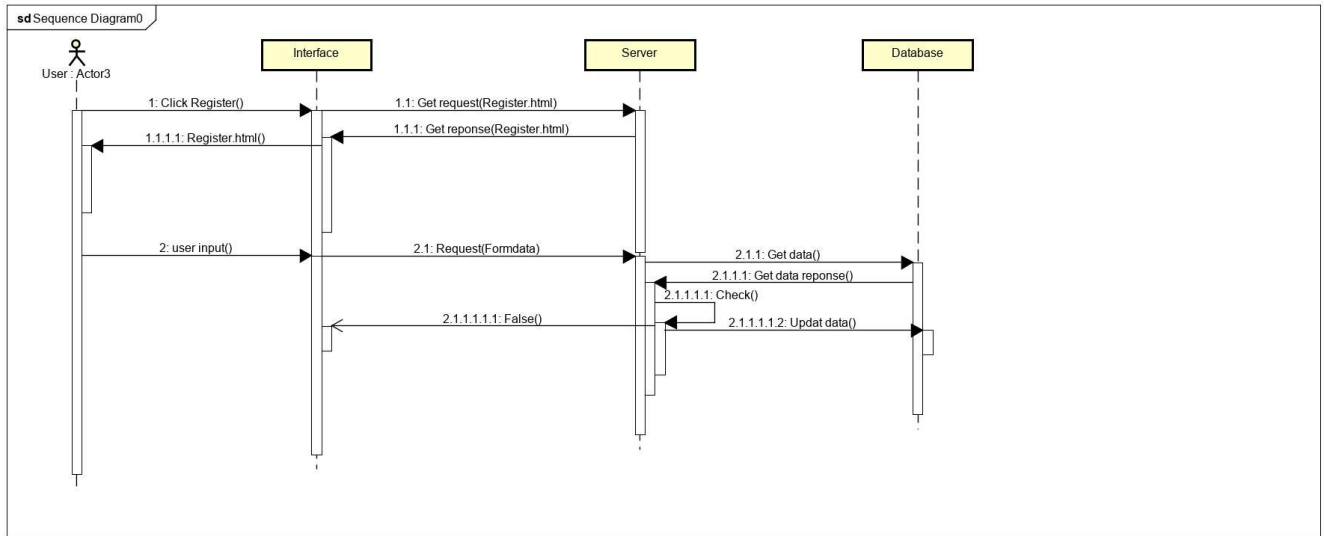 sd Sequence Diagram0
User : Actor3
Interface
Server
Database
1: Click Register()
1.1: Get request(Register.html)
1.1.1: Get reponse(Register.html)
1.1.1.1: Register.html()
2: user input()
2.1: Request(Formdata)
2.1.1: Get data()
2.1.1.1: Get data reponse()
2.1.1.1.1: Check()
2.1.1.1.1.1: False()
2.1.1.1.1.2: Updat data()